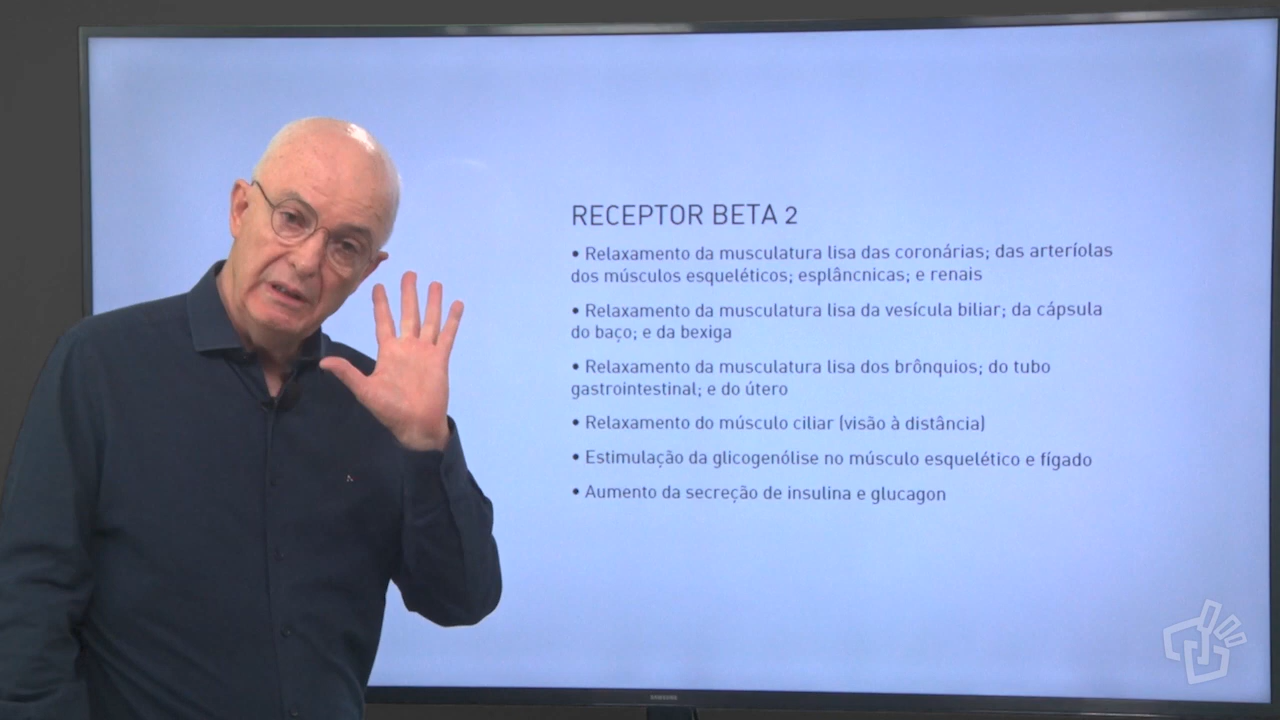 RECEPTOR BETA 2
• Relaxamento da musculatura lisa das coronárias; das arteríolas
dos músculos esqueléticos; esplâncnicas; e renais
• Relaxamento da musculatura lisa da vesícula biliar; da cápsula
do baço; e da bexiga
• Relaxamento da musculatura lisa dos brônquios; do tubo
gastrointestinal; e do útero
• Relaxamento do músculo ciliar (visão à distância)
• Estimulação da glicogenólise no músculo esquelético e fígado
• Aumento da secreção de insulina e glucagon
SAMSUNG